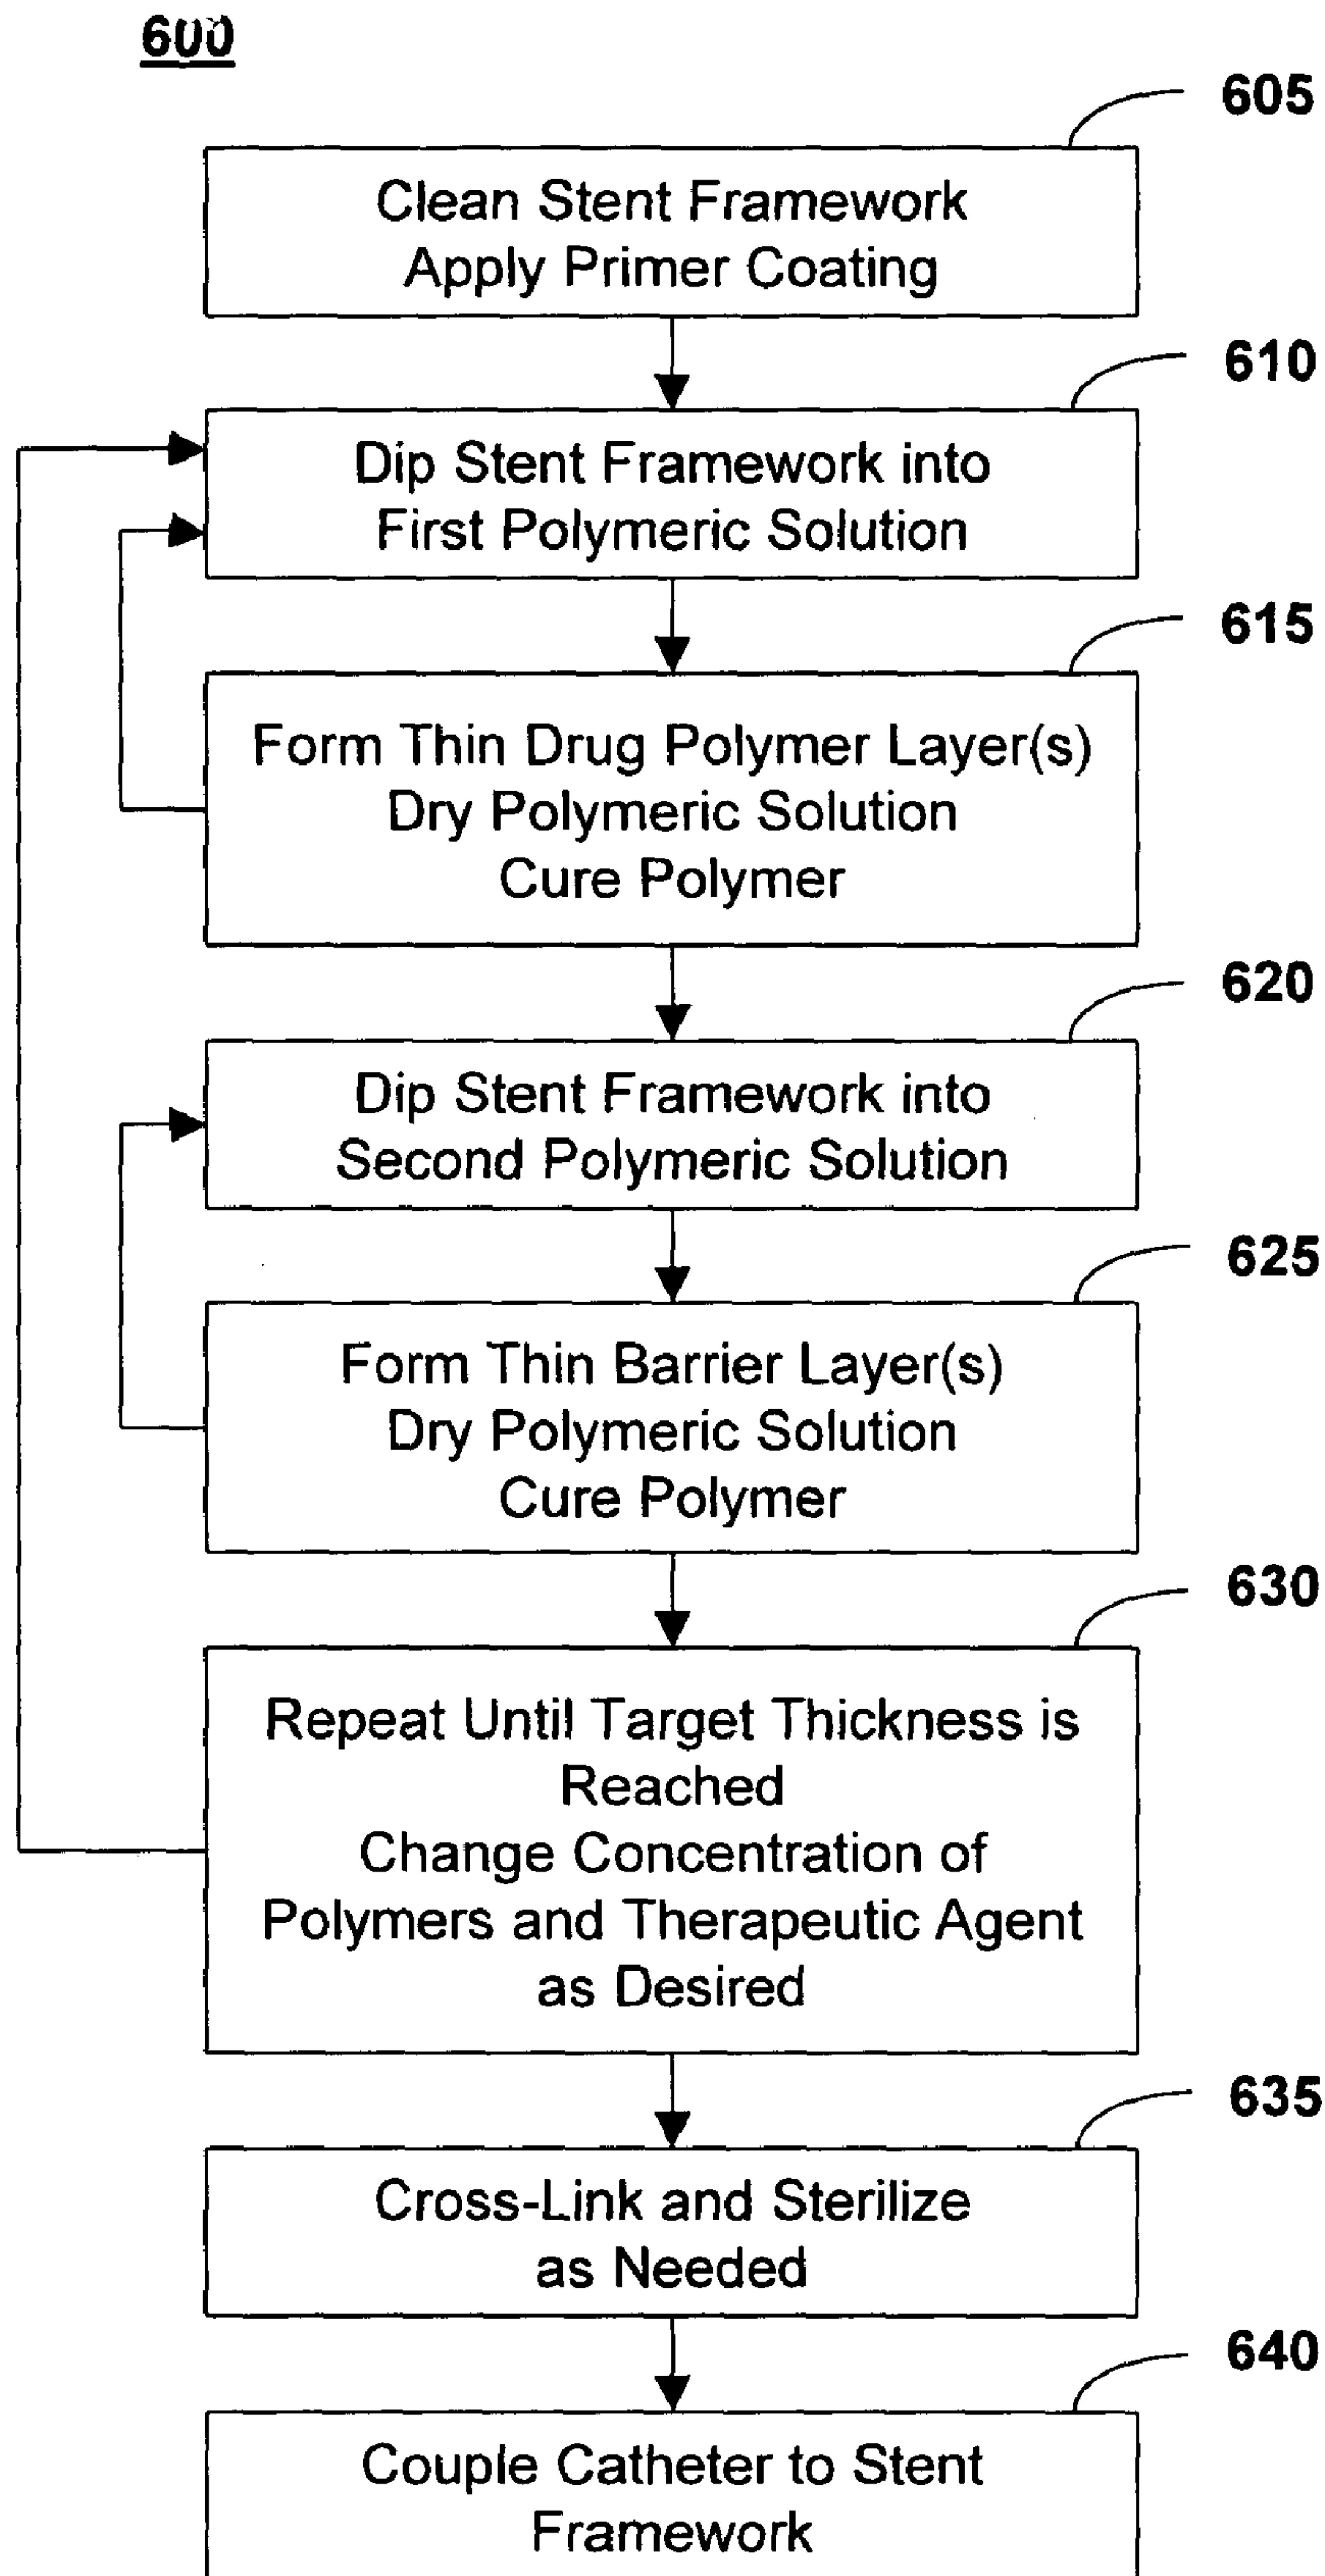 600
605
Clean Stent Framework
Apply Primer Coating
610
Dip Stent Framework into
First Polymeric Solution
615
Form Thin Drug Polymer Layer(s)
Dry Polymeric Solution
Cure Polymer
620
Dip Stent Framework into
Second Polymeric Solution
625
Form Thin Barrier Layer(s)
Dry Polymeric Solution
Cure Polymer
630
Repeat Until Target Thickness is
Reached
Change Concentration of
Polymers and Therapeutic Agent
as Desired
635
Cross-Link and Sterilize
as Needed
640
Couple Catheter to Stent
Framework